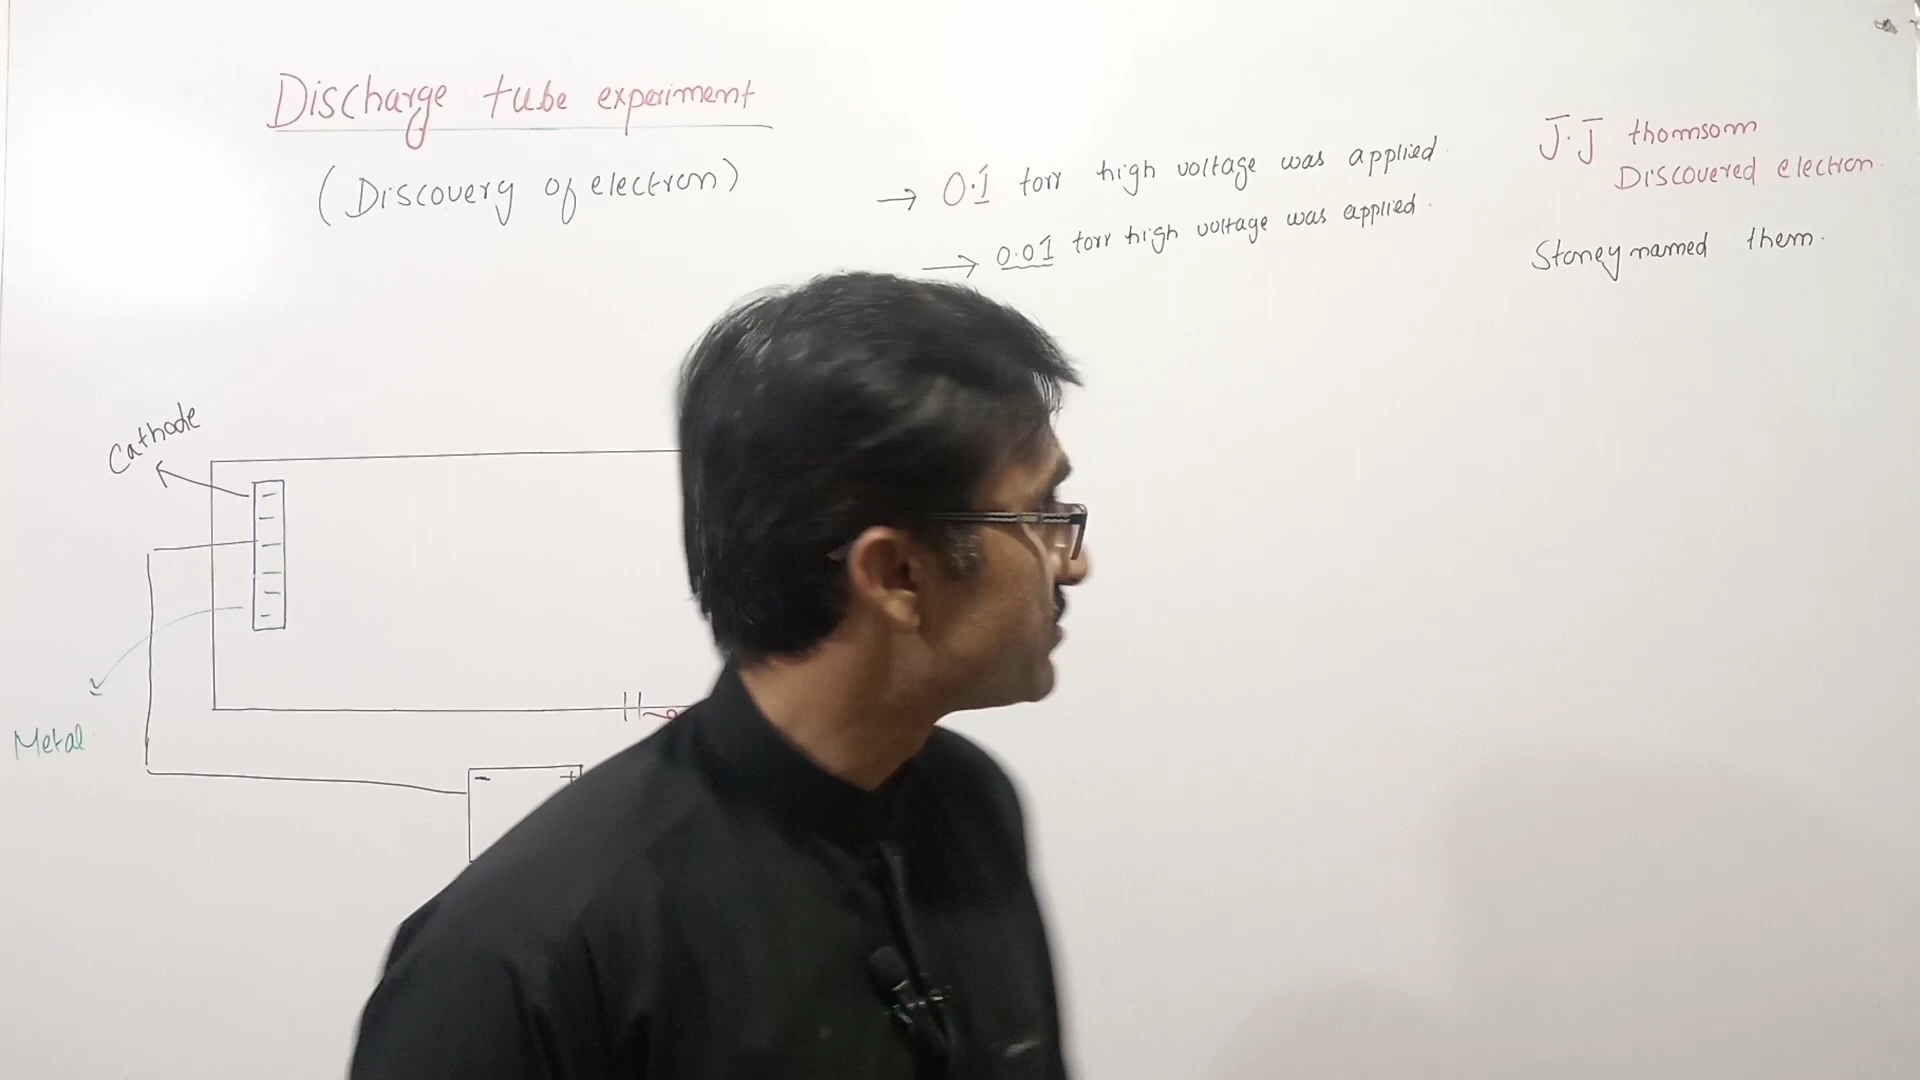 Discharge tube experiment
(Discovery of electron)
→ 0.1 torr high voltage was applied.
→ 0.01 torr high voltage was applied.
J.J thomsom
Discovered electron.
Stoney named them.
Cathode
Metal
- +